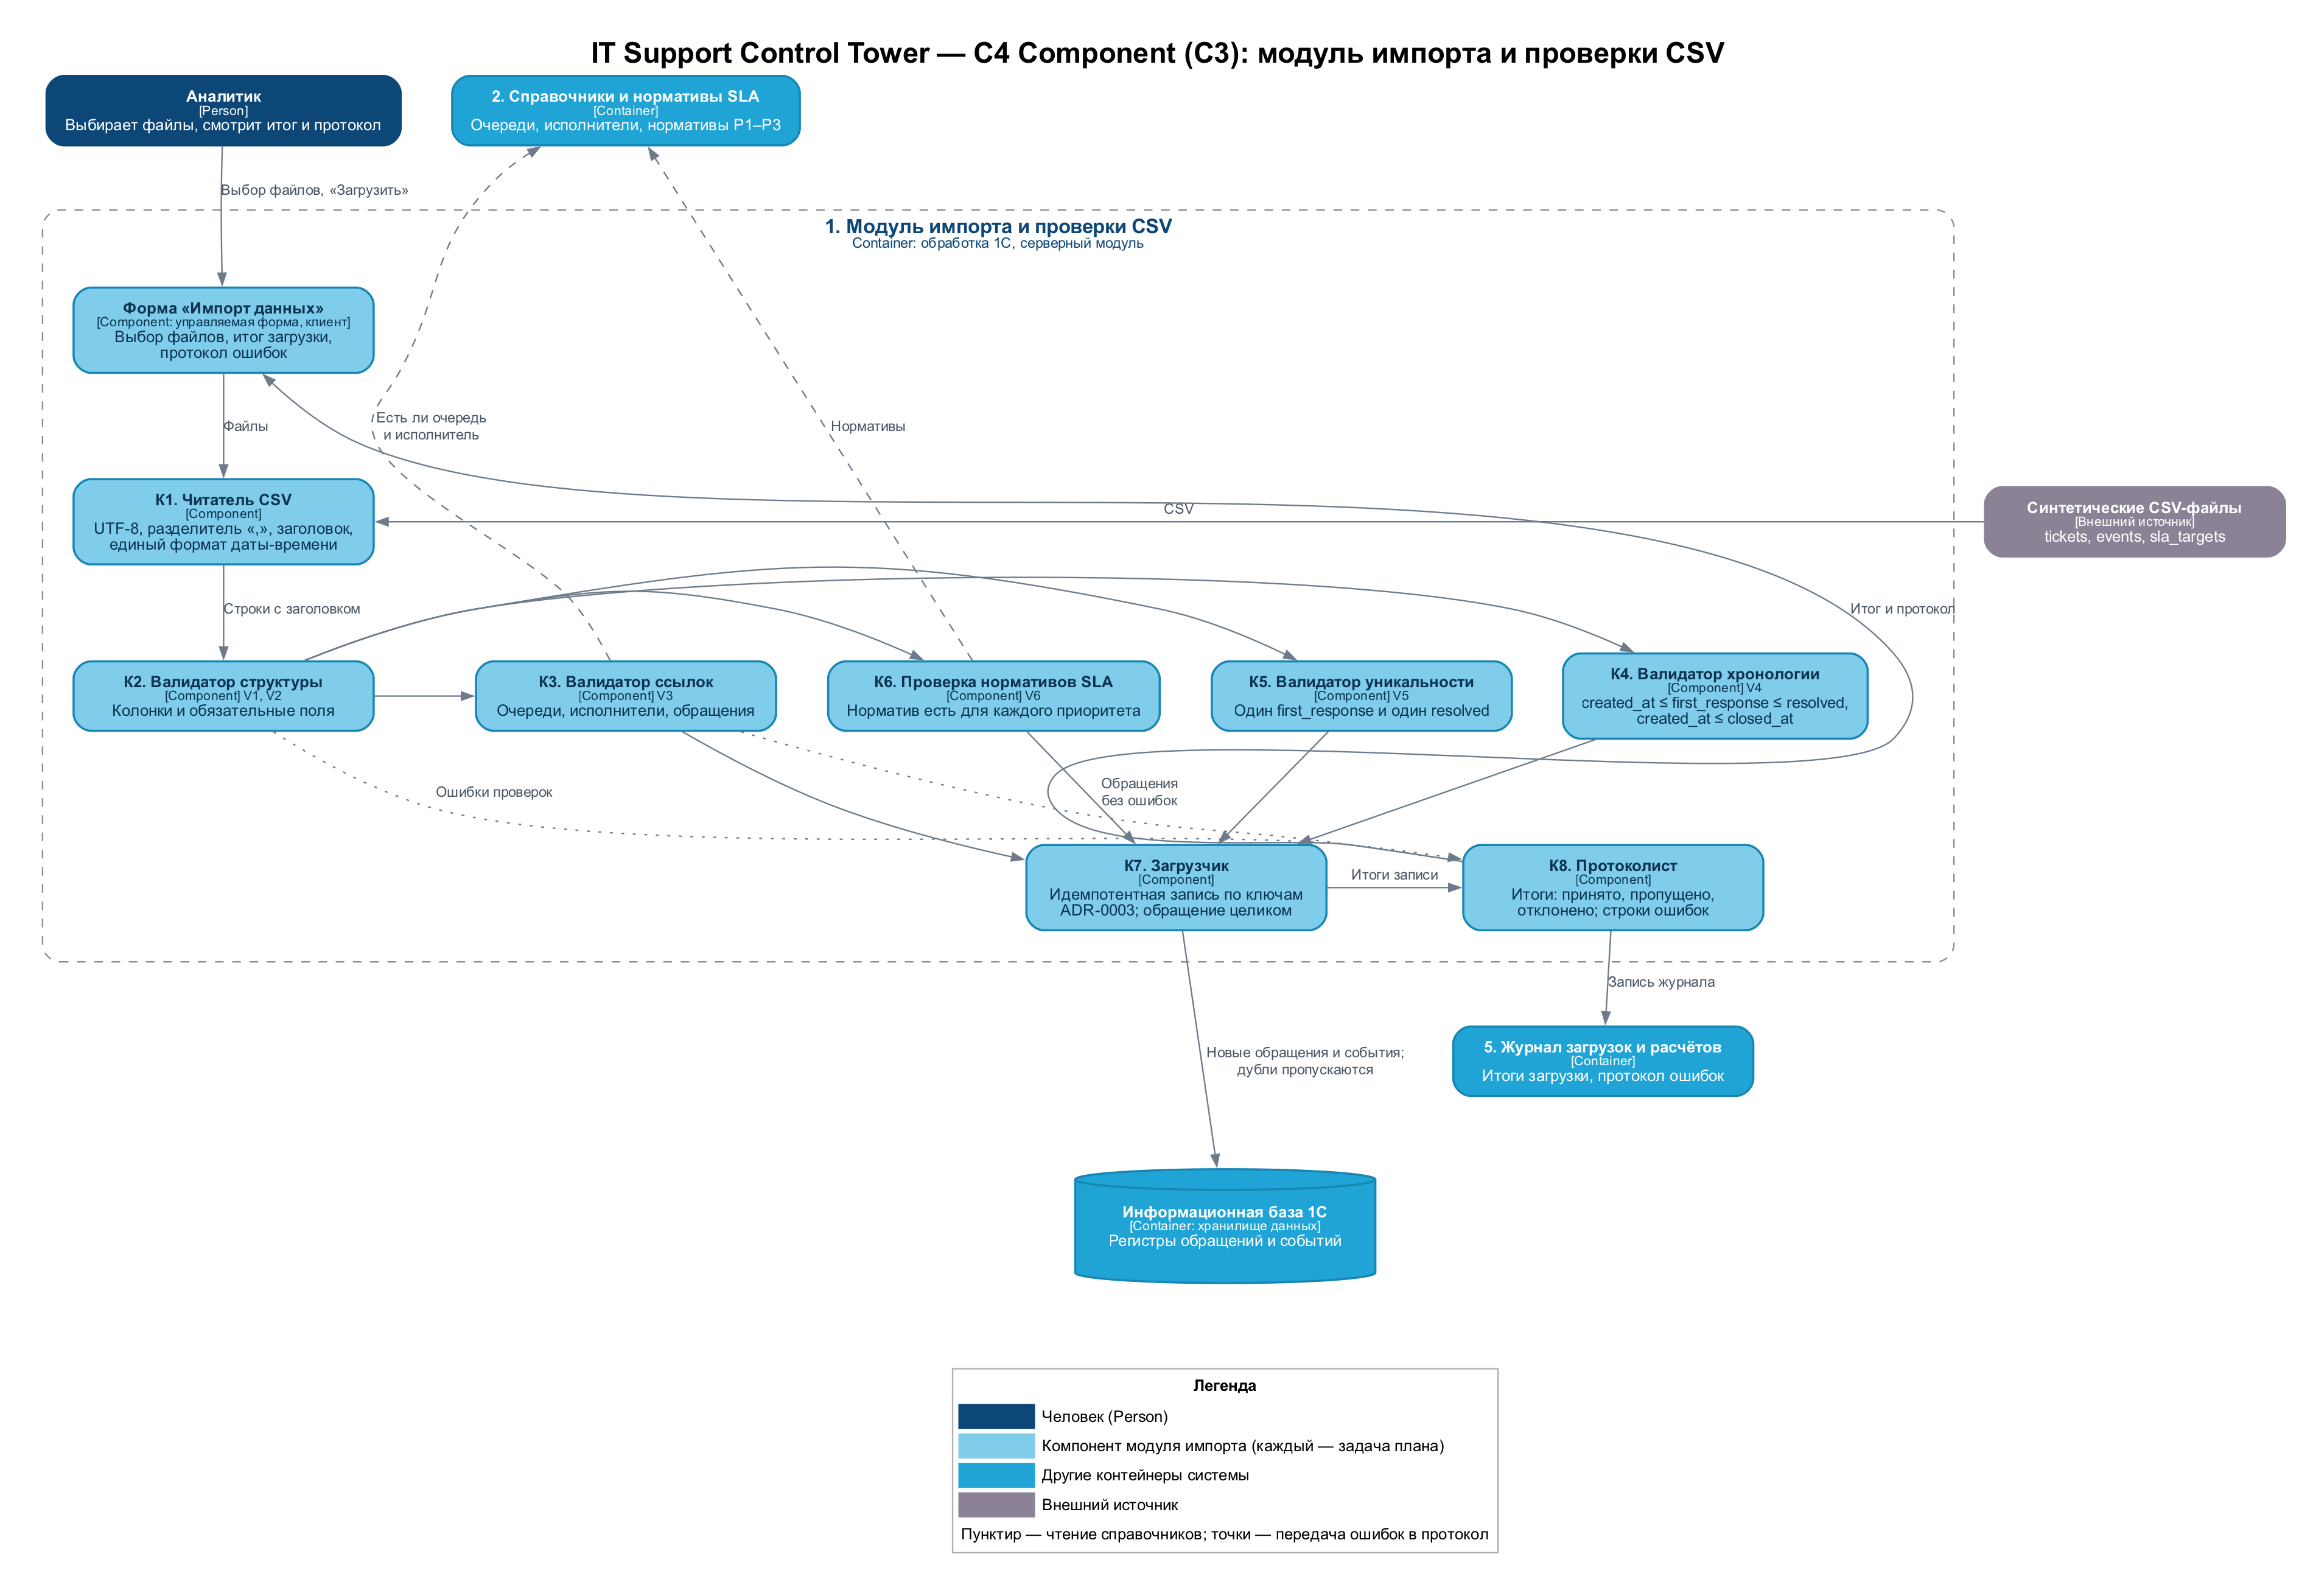 IT Support Control Tower — C4 Component (C3): модуль импорта и проверки CSV
Аналитик
[Person]
Выбирает файлы, смотрит итог и протокол
2. Справочники и нормативы SLA
[Container]
Очереди, исполнители, нормативы P1–P3
Выбор файлов, «Загрузить»
1. Модуль импорта и проверки CSV
Container: обработка 1С, серверный модуль
Форма «Импорт данных»
[Component: управляемая форма, клиент]
Выбор файлов, итог загрузки,
протокол ошибок
Файлы
Есть ли очередь
и исполнитель
Нормативы
К1. Читатель CSV
[Component]
UTF-8, разделитель «,», заголовок,
единый формат даты-времени
CSV
Синтетические CSV-файлы
[Внешний источник]
tickets, events, sla_targets
Строки с заголовком
Итог и протокол
К2. Валидатор структуры
[Component] V1, V2
Колонки и обязательные поля
К3. Валидатор ссылок
[Component] V3
Очереди, исполнители, обращения
К6. Проверка нормативов SLA
[Component] V6
Норматив есть для каждого приоритета
К5. Валидатор уникальности
[Component] V5
Один first_response и один resolved
К4. Валидатор хронологии
[Component] V4
created_at ≤ first_response ≤ resolved,
created_at ≤ closed_at
Ошибки проверок
Обращения
без ошибок
К7. Загрузчик
[Component]
Идемпотентная запись по ключам
ADR-0003; обращение целиком
Итоги записи
К8. Протоколист
[Component]
Итоги: принято, пропущено,
отклонено; строки ошибок
Запись журнала
Новые обращения и события;
дубли пропускаются
5. Журнал загрузок и расчётов
[Container]
Итоги загрузки, протокол ошибок
Информационная база 1С
[Container: хранилище данных]
Регистры обращений и событий
Легенда
Человек (Person)
Компонент модуля импорта (каждый — задача плана)
Другие контейнеры системы
Внешний источник
Пунктир — чтение справочников; точки — передача ошибок в протокол